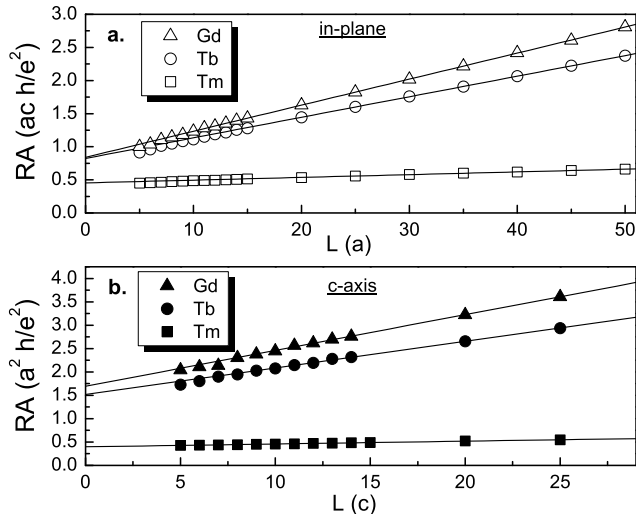 a.
in-plane
Gd
Tb
Tm
RA (ac h/e²)
3.0
2.5
2.0
1.5
1.0
0.5
0.0
0 10 20 30 40 50
L (a)
b.
c-axis
Gd
Tb
Tm
RA (a² h/e²)
4.0
3.5
3.0
2.5
2.0
1.5
1.0
0.5
0.0
0 5 10 15 20 25
L (c)